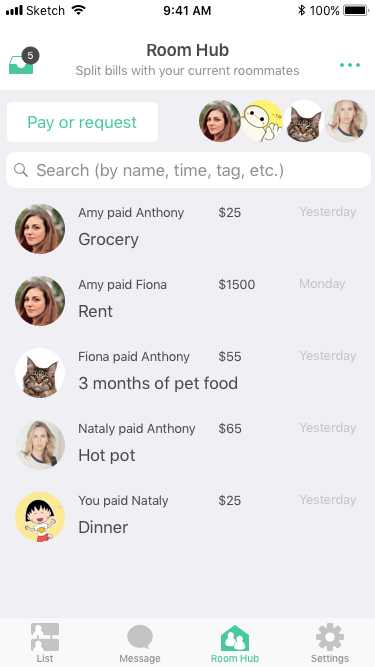 Sketch 9:41 AM 100%
5
Room Hub
Split bills with your current roommates
Pay or request
Search (by name, time, tag, etc.)
Amy paid Anthony $25 Yesterday
Grocery
Amy paid Fiona $1500 Monday
Rent
Fiona paid Anthony $55 Yesterday
3 months of pet food
Nataly paid Anthony $65 Yesterday
Hot pot
You paid Nataly $25 Yesterday
Dinner
List Message Room Hub Settings